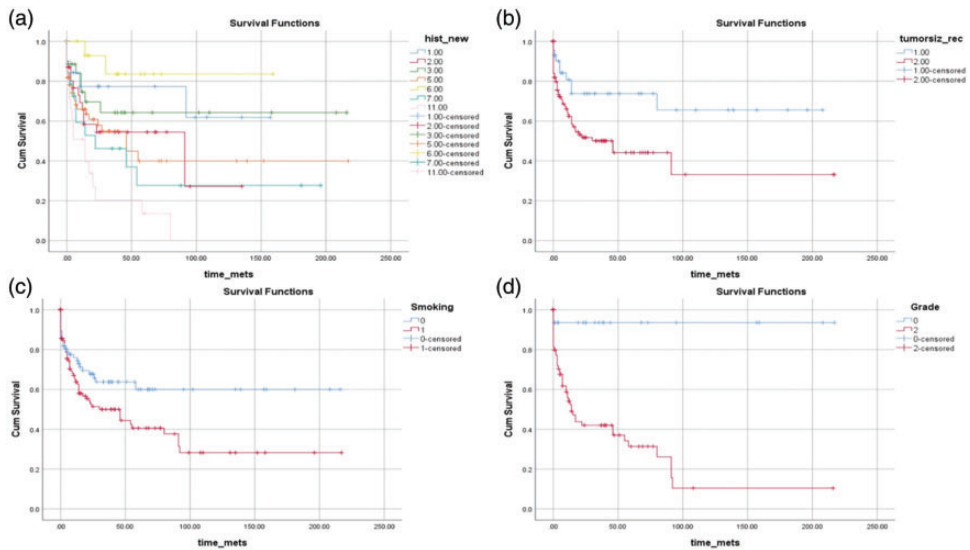 (a)
Survival Functions
hist_new
1.00
2.00
3.00
5.00
6.00
7.00
11.00
1.00-censored
2.00-censored
3.00-censored
5.00-censored
6.00-censored
7.00-censored
11.00-censored
Cum Survival
1.0
0.8
0.6
0.4
0.2
0.0
.00 50.00 100.00 150.00 200.00 250.00
time_mets
(b)
Survival Functions
tumorsiz_rec
1.00
2.00
1.00-censored
2.00-censored
Cum Survival
1.0
0.8
0.6
0.4
0.2
0.0
.00 50.00 100.00 150.00 200.00 250.00
time_mets
(c)
Survival Functions
Smoking
0
1
0-censored
1-censored
Cum Survival
1.0
0.8
0.6
0.4
0.2
0.0
.00 50.00 100.00 150.00 200.00 250.00
time_mets
(d)
Survival Functions
Grade
0
2
0-censored
2-censored
Cum Survival
1.0
0.8
0.6
0.4
0.2
0.0
.00 50.00 100.00 150.00 200.00 250.00
time_mets